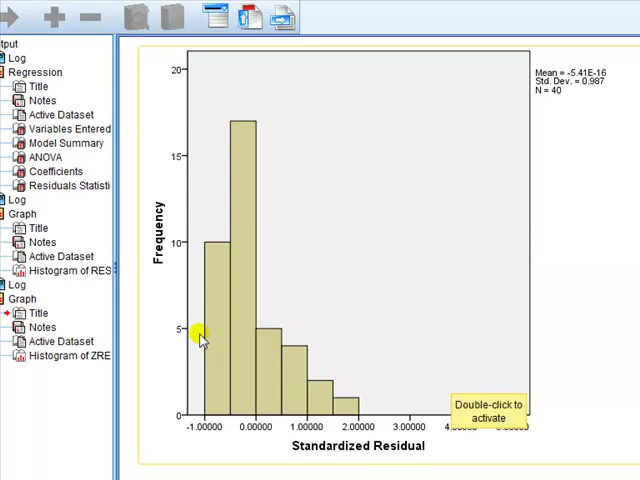 tput
Log
Regression
Title
Notes
Active Dataset
Variables Entered
Model Summary
ANOVA
Coefficients
Residuals Statisti
Log
Graph
Title
Notes
Active Dataset
Histogram of RES
Log
Graph
Title
Notes
Active Dataset
Histogram of ZRE
Mean = -5.41E-16
Std. Dev. = 0.987
N = 40
20
15
10
5
0
Frequency
-1.00000 0.00000 1.00000 2.00000 3.00000
Standardized Residual
Double-click to
activate